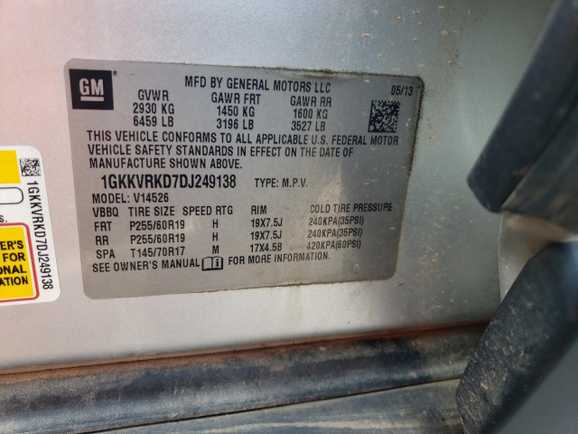 GM
MFD BY GENERAL MOTORS LLC
05/13
GVWR GAWR FRT GAWR RR
2930 KG 1450 KG 1600 KG
6459 LB 3196 LB 3527 LB
THIS VEHICLE CONFORMS TO ALL APPLICABLE U.S. FEDERAL MOTOR
VEHICLE SAFETY STANDARDS IN EFFECT ON THE DATE OF
MANUFACTURE SHOWN ABOVE.
1GKKVRKD7DJ249138 TYPE: M.P.V.
MODEL: V14526
VBBQ TIRE SIZE SPEED RTG RIM COLD TIRE PRESSURE
FRT P255/60R19 H 19X7.5J 240KPA(35PSI)
RR P255/60R19 H 19X7.5J 240KPA(35PSI)
SPA T145/70R17 M 17X4.5B 420KPA(60PSI)
SEE OWNER'S MANUAL FOR MORE INFORMATION.
1GKKVRKD7DJ249138
ER'S
FOR
ONAL
ATION